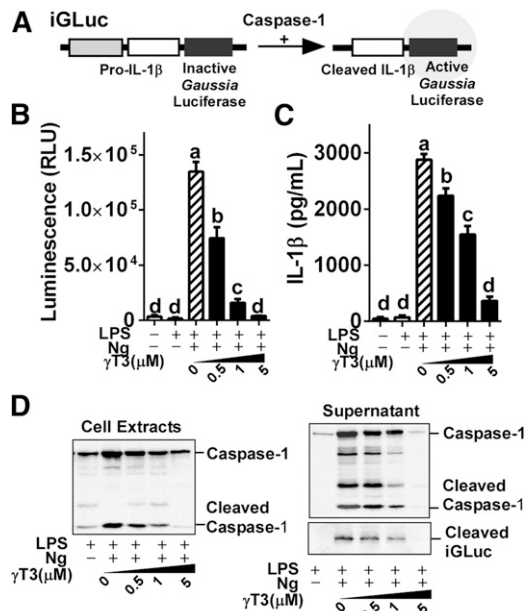 A
iGLuc
Caspase-1
+
Pro-IL-1β
Inactive
Gaussia
Luciferase
Cleaved IL-1β
Active
Gaussia
Luciferase
B
Luminescence (RLU)
1.5× 10⁵
1.0× 10⁵
5.0× 10⁴
0
d d a b c d
LPS − + + + + +
Ng − − + + + +
γT3(μM) 0 0.5 1 5
C
IL-1β (pg/mL)
3000
2000
1000
0
d d a b c d
LPS − + + + + +
Ng − − + + + +
γT3(μM) 0 0.5 1 5
D
Cell Extracts
Caspase-1
Cleaved
Caspase-1
LPS + + + + +
Ng − + + + +
γT3(μM) 0 0.5 1 5
Supernatant
Caspase-1
Cleaved
Caspase-1
Cleaved
iGLuc
LPS + + + + +
Ng − + + + +
γT3(μM) 0 0.5 1 5